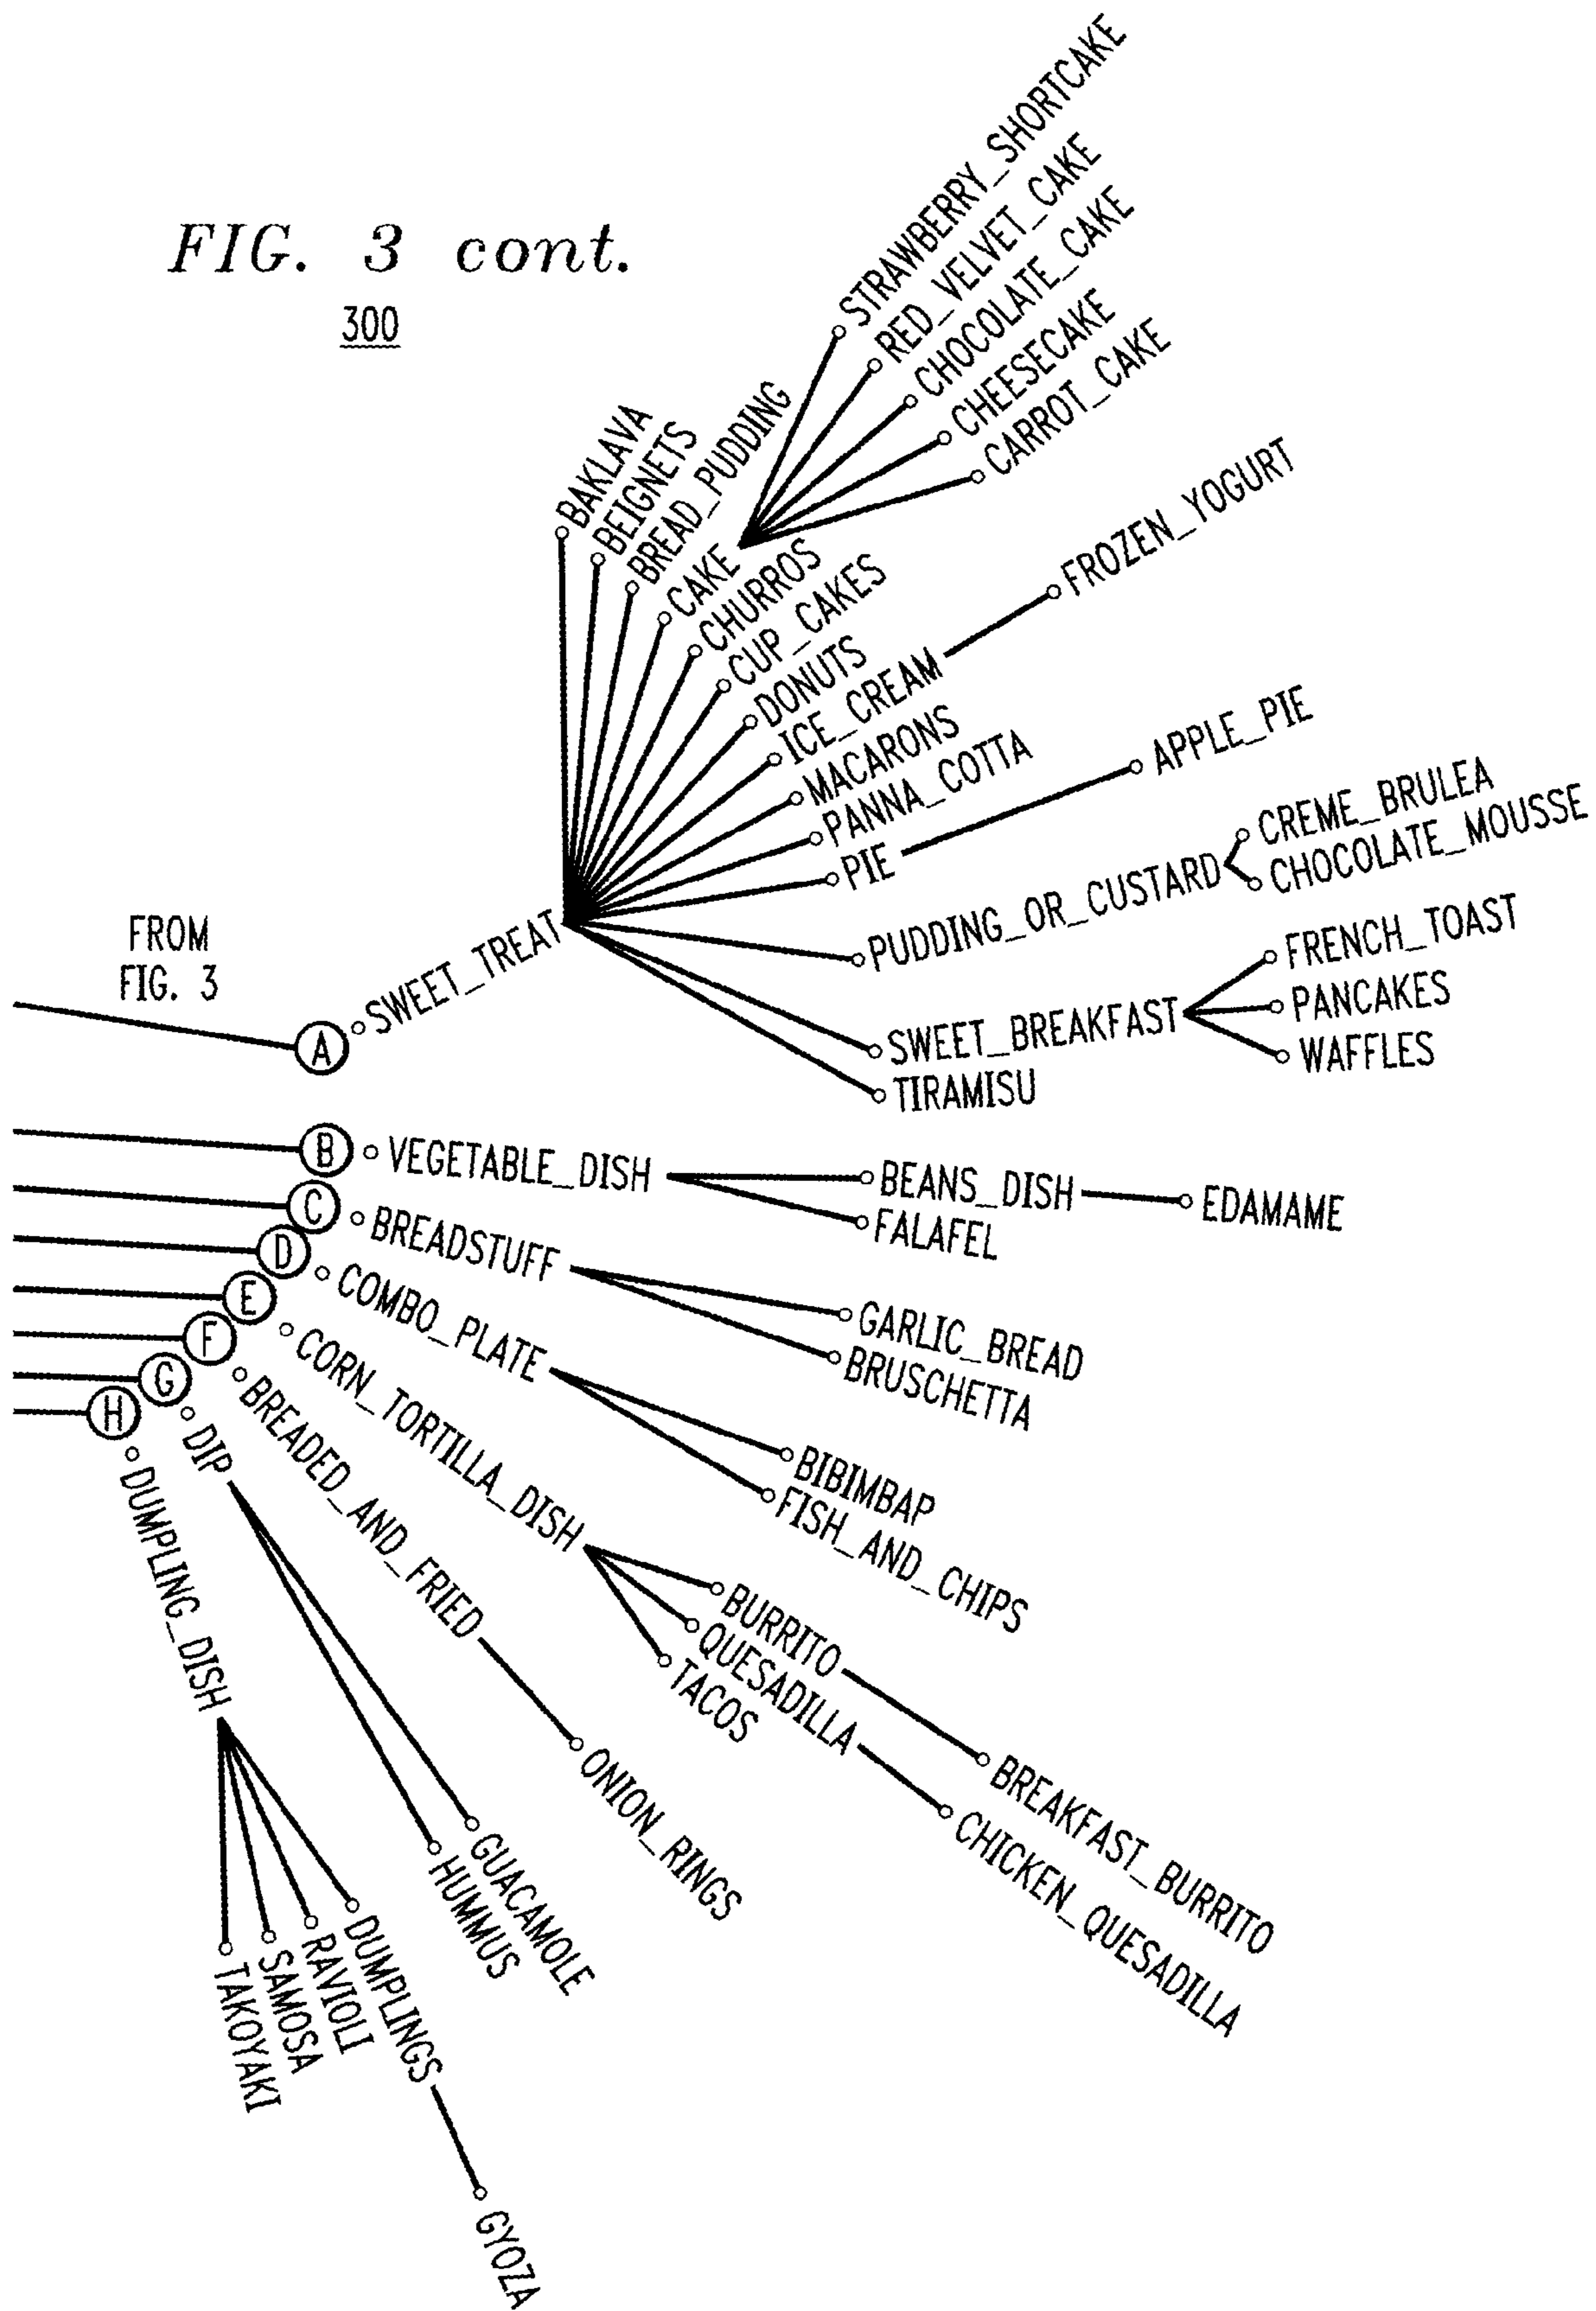 FIG. 3 cont.
300
STRAWBERRY_SHORTCAKE
RED_VELVET_CAKE
CHOCOLATE_CAKE
CHEESECAKE
CARROT_CAKE
BAKLAVA
BEIGNETS
BREAD_PUDDING
CAKE
CHURROS
CUP_CAKES
DONUTS
ICE_CREAM
FROZEN_YOGURT
MACARONS
PANNA_COTTA
PIE
APPLE_PIE
PUDDING_OR_CUSTARD
CREME_BRULEA
CHOCOLATE_MOUSSE
FROM
FIG. 3
A
SWEET_TREAT
SWEET_BREAKFAST
FRENCH_TOAST
PANCAKES
WAFFLES
TIRAMISU
B
VEGETABLE_DISH
BEANS_DISH
EDAMAME
FALAFEL
C
BREADSTUFF
GARLIC_BREAD
BRUSCHETTA
D
COMBO_PLATE
BIBIMBAP
FISH_AND_CHIPS
E
CORN_TORTILLA_DISH
BURRITO
BREAKFAST_BURRITO
QUESADILLA
CHICKEN_QUESADILLA
TACOS
F
BREADED_AND_FRIED
ONION_RINGS
G
DIP
GUACAMOLE
HUMMUS
H
DUMPLING_DISH
DUMPLINGS
GYOZA
RAVIOLI
SAMOSA
TAKOYAKI